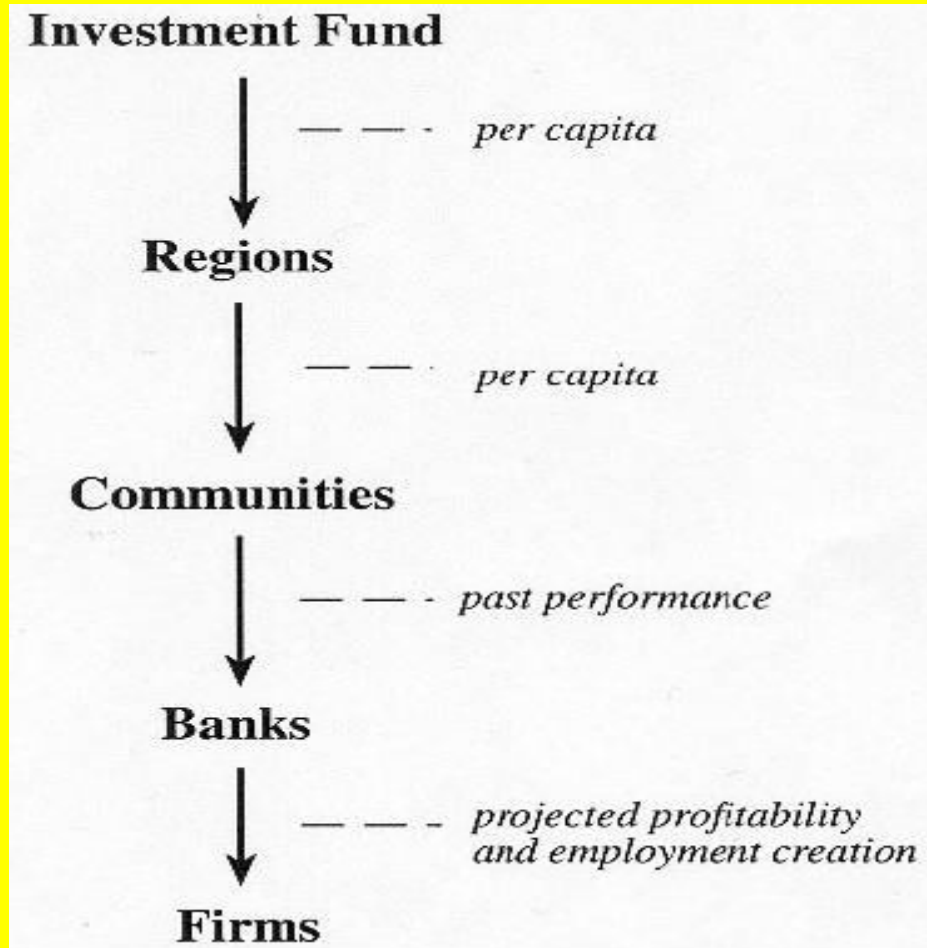 Investment Fund
per capita
Regions
per capita
Communities
past performance
Banks
projected profitability
and employment creation
Firms